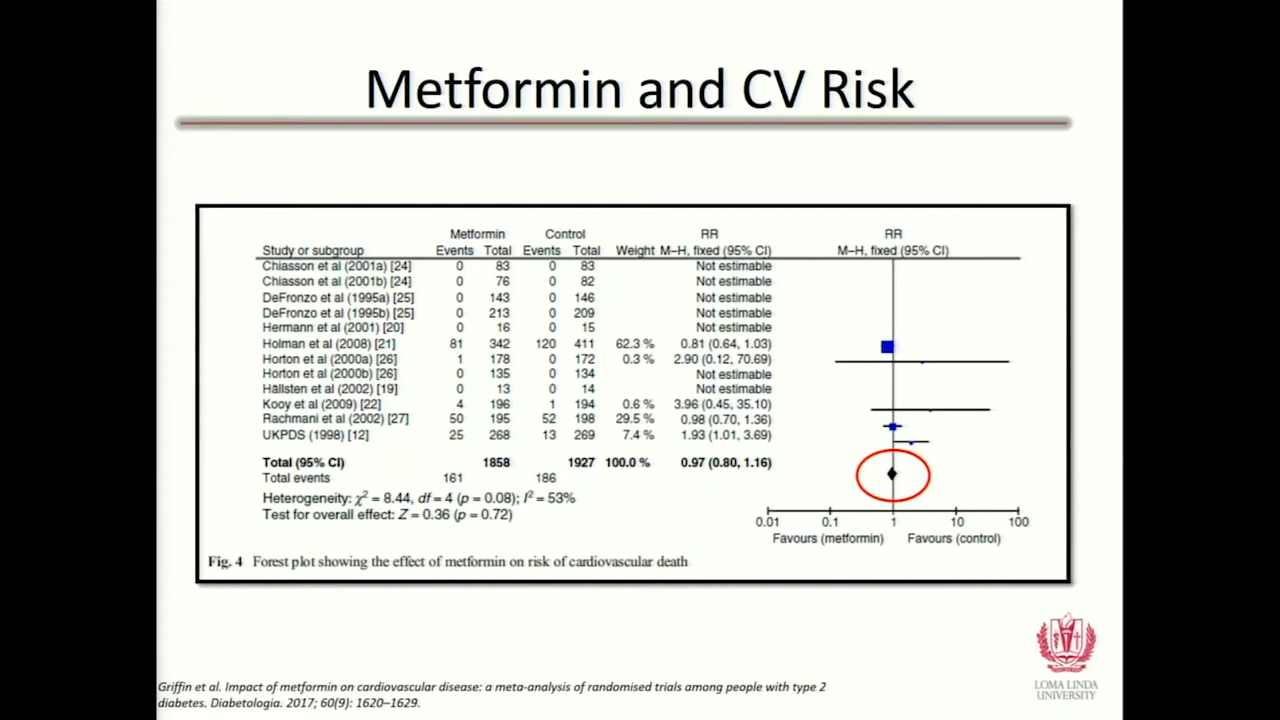 Metformin and CV Risk
Metformin Control RR RR
Study or subgroup Events Total Events Total Weight M–H, fixed (95% CI) M–H, fixed (95% CI)
Chiasson et al (2001a) [24] 0 83 0 83 Not estimable
Chiasson et al (2001b) [24] 0 76 0 82 Not estimable
DeFronzo et al (1995a) [25] 0 143 0 146 Not estimable
DeFronzo et al (1995b) [25] 0 213 0 209 Not estimable
Hermann et al (2001) [20] 0 16 0 15 Not estimable
Holman et al (2008) [21] 81 342 120 411 62.3 % 0.81 (0.64, 1.03)
Horton et al (2000a) [26] 1 178 0 172 0.3 % 2.90 (0.12, 70.69)
Horton et al (2000b) [26] 0 135 0 134 Not estimable
Hällsten et al (2002) [19] 0 13 0 14 Not estimable
Kooy et al (2009) [22] 4 196 1 194 0.6 % 3.96 (0.45, 35.10)
Rachmani et al (2002) [27] 50 195 52 198 29.5 % 0.98 (0.70, 1.36)
UKPDS (1998) [12] 25 268 13 269 7.4 % 1.93 (1.01, 3.69)
Total (95% CI) 1858 1927 100.0 % 0.97 (0.80, 1.16)
Total events 161 186
Heterogeneity: χ² = 8.44, df = 4 (p = 0.08); I² = 53%
Test for overall effect: Z = 0.36 (p = 0.72)
0.01 0.1 1 10 100
Favours (metformin) Favours (control)
Fig. 4 Forest plot showing the effect of metformin on risk of cardiovascular death
LOMA LINDA
UNIVERSITY
Griffin et al. Impact of metformin on cardiovascular disease: a meta-analysis of randomised trials among people with type 2
diabetes. Diabetologia. 2017; 60(9): 1620–1629.